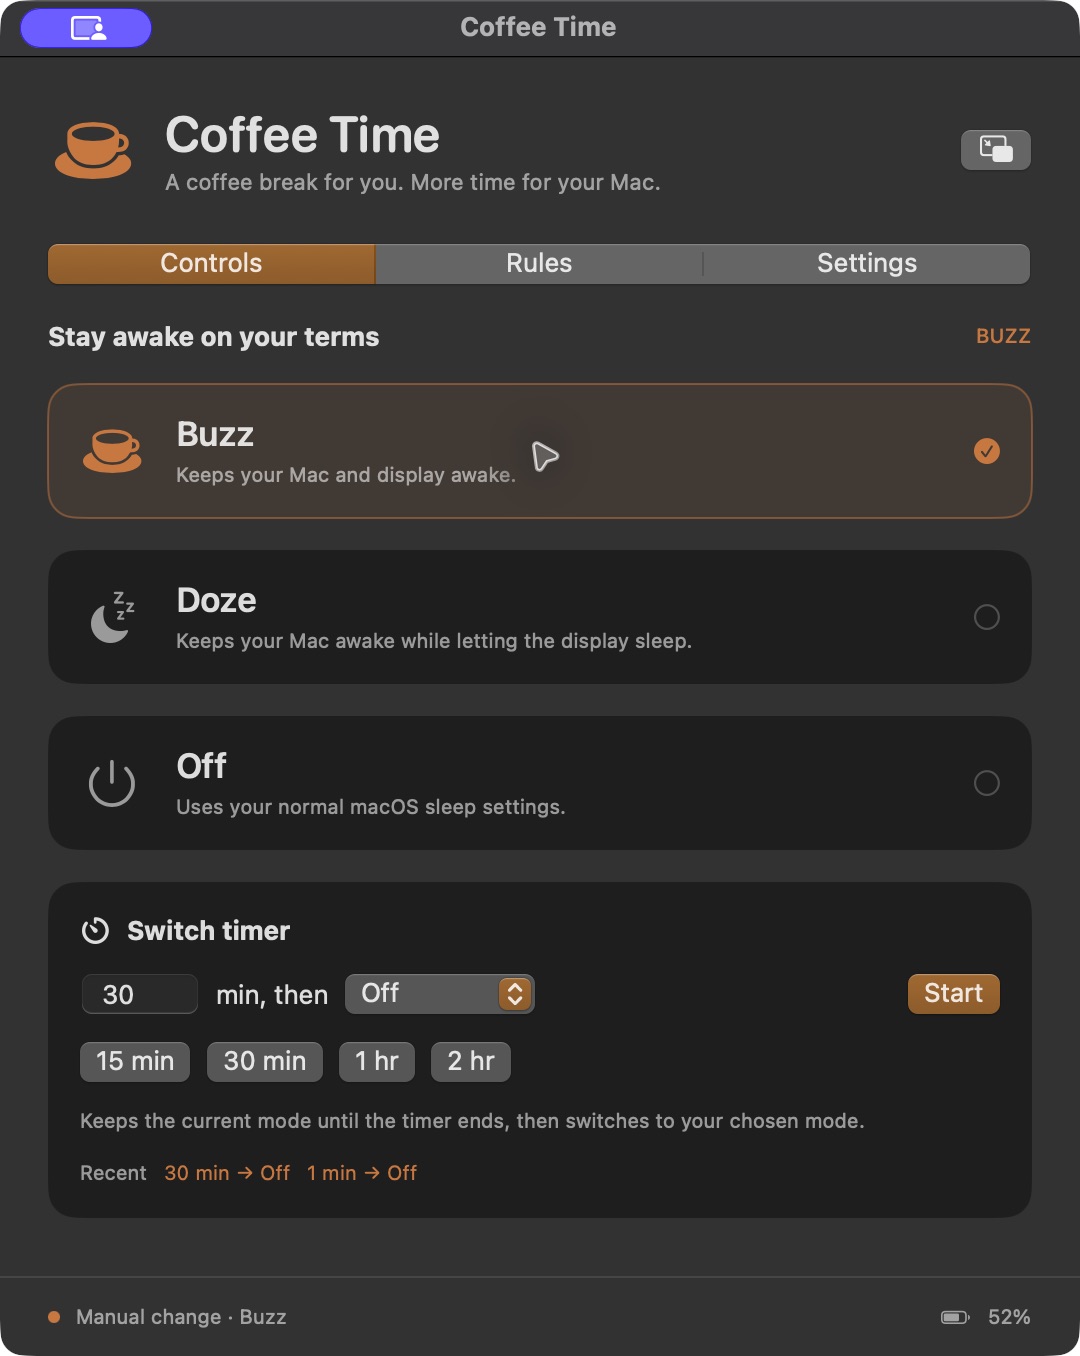 Coffee Time
Coffee Time
A coffee break for you. More time for your Mac.
Controls Rules Settings
Stay awake on your terms BUZZ
Buzz
Keeps your Mac and display awake.
Doze
Keeps your Mac awake while letting the display sleep.
Off
Uses your normal macOS sleep settings.
Switch timer
30 min, then Off Start
15 min 30 min 1 hr 2 hr
Keeps the current mode until the timer ends, then switches to your chosen mode.
Recent 30 min → Off 1 min → Off
Manual change · Buzz 52%